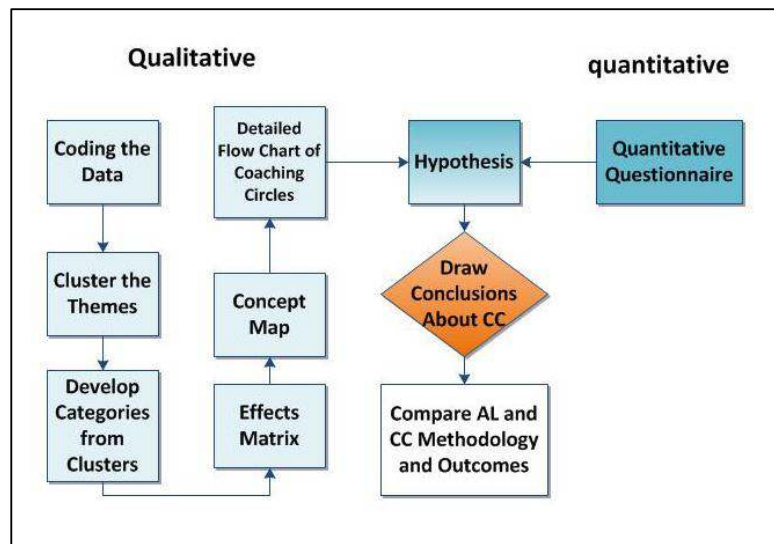 Qualitative
quantitative
Coding the
Data
Cluster the
Themes
Develop
Categories
from
Clusters
Detailed
Flow Chart of
Coaching
Circles
Concept
Map
Effects
Matrix
Hypothesis
Quantitative
Questionnaire
Draw
Conclusions
About CC
Compare AL and
CC Methodology
and Outcomes